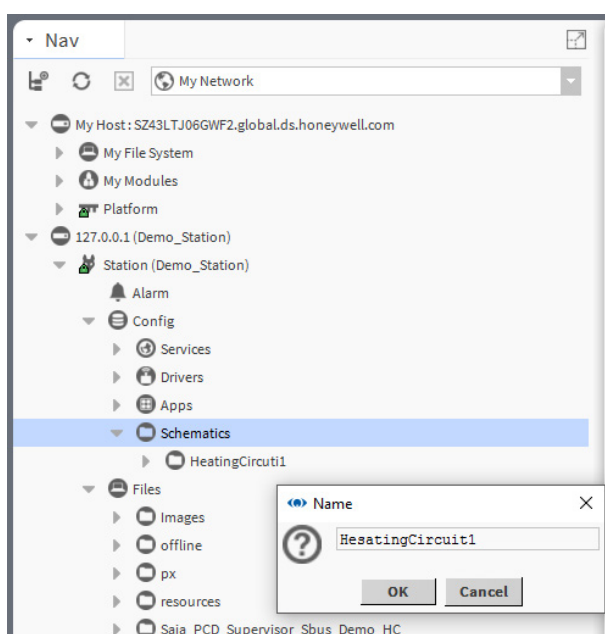 Nav
My Network
My Host : SZ43LTJ06GWF2.global.ds.honeywell.com
My File System
My Modules
Platform
127.0.0.1 (Demo_Station)
Station (Demo_Station)
Alarm
Config
Services
Drivers
Apps
Schematics
HeatingCircuti1
Files
Images
offline
px
resources
Saia_PCD_Supervisor_Sbus_Demo_HC
Name
HesatingCircuit1
OK Cancel